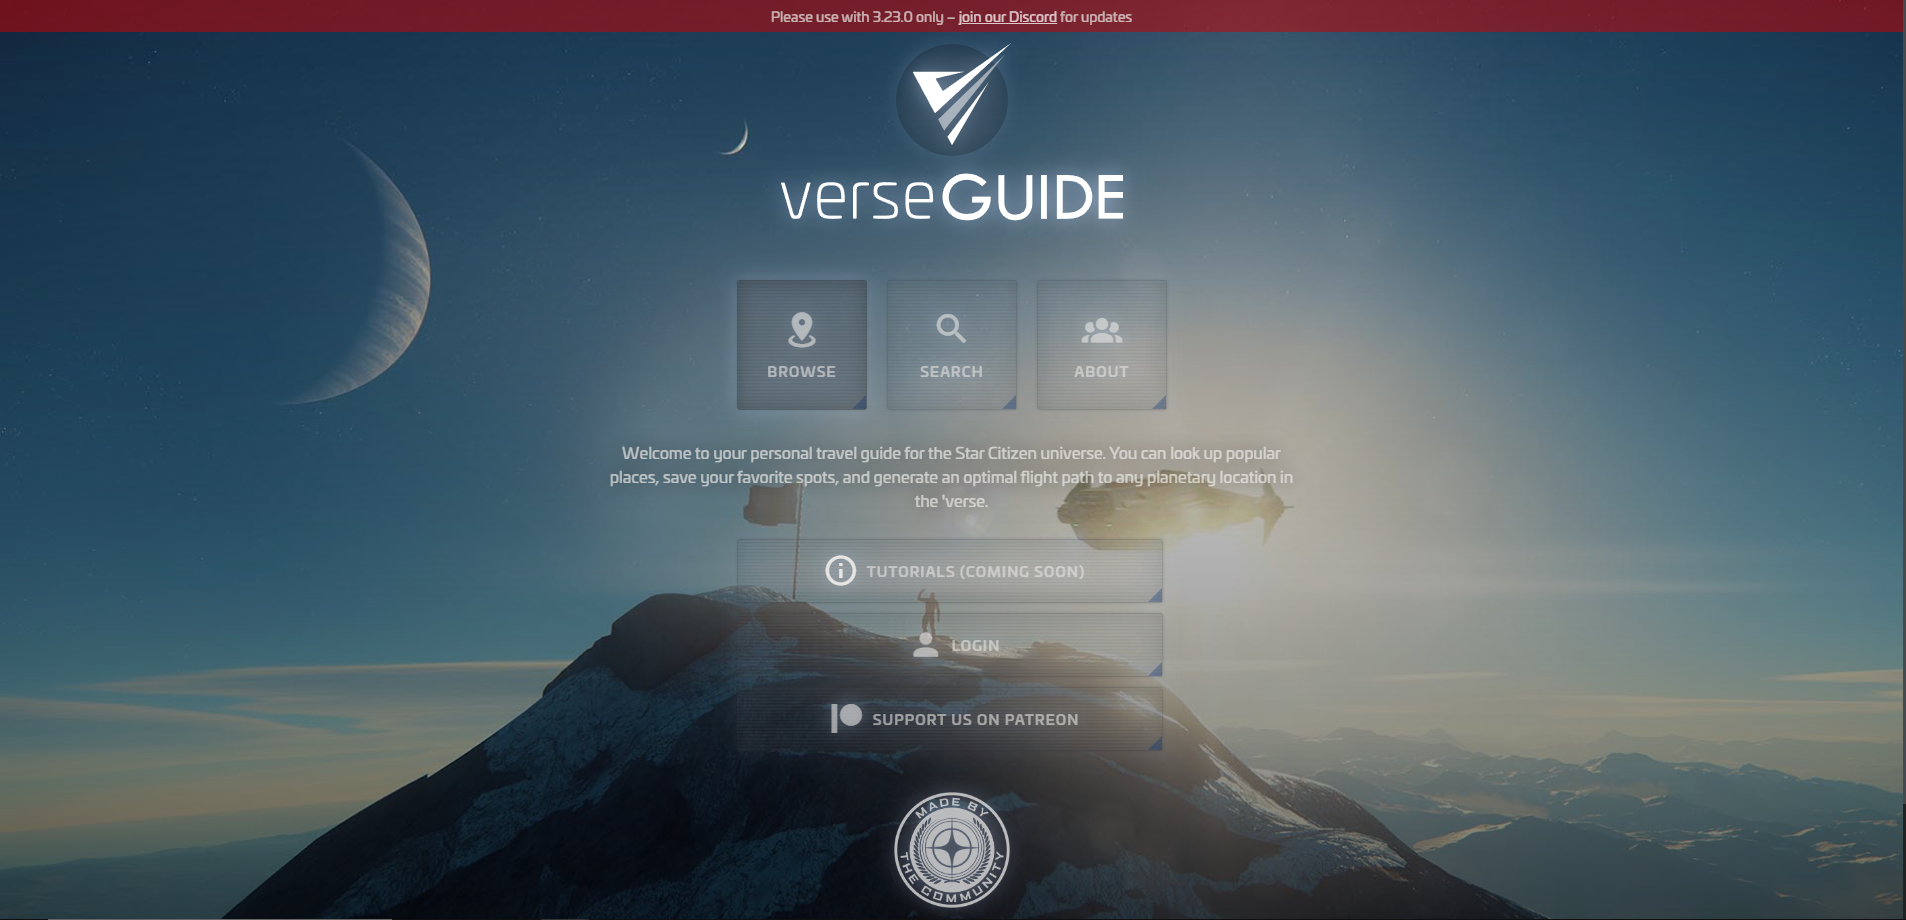 Please use with 3.23.0 only – join our Discord for updates
verseGUIDE
BROWSE
SEARCH
ABOUT
Welcome to your personal travel guide for the Star Citizen universe. You can look up popular
places, save your favorite spots, and generate an optimal flight path to any planetary location in
the 'verse.
TUTORIALS (COMING SOON)
LOGIN
SUPPORT US ON PATREON
MADE BY
THE COMMUNITY